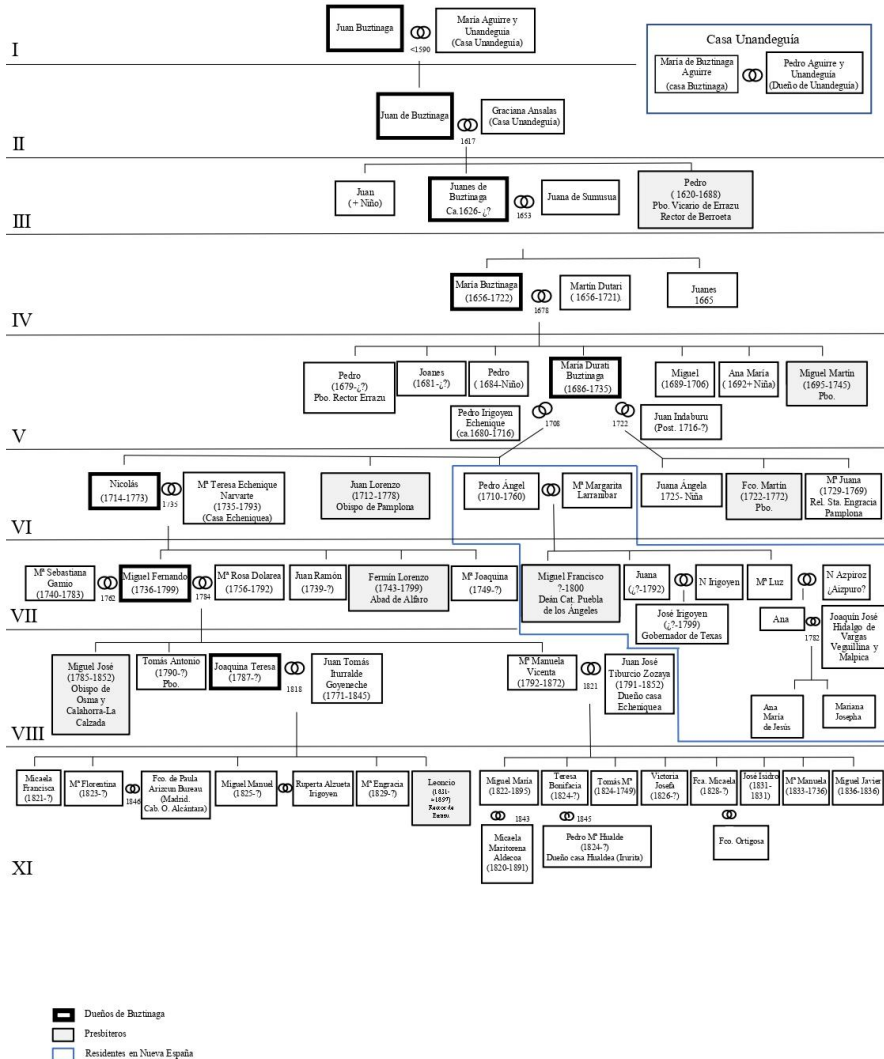 Juan Buztinaga
María Aguirre y
Unandeguia
(Casa Unandeguía)
<1590
I
Casa Unandeguía
María de Buztinaga
Aguirre
(casa Buztinaga)
Pedro Aguirre y
Unandeguía
(Dueño de Unandeguía)
Juan de Buztinaga
Graciana Ansalas
(Casa Unandeguía)
1617
II
Juan
(+ Niño)
Juanes de
Buztinaga
Ca.1626- ¿?
1653
Juana de Sumusua
Pedro
( 1620-1688)
Pbo. Vicario de Errazu
Rector de Berroeta
III
María Buztinaga
(1656-1722)
1678
Martín Dutari
( 1656-1721).
Juanes
1665
IV
Pedro
(1679-¿?)
Pbo. Rector Errazu
Joanes
(1681-¿?)
Pedro
( 1684-Niño)
María Durati
Buztinaga
(1686-1735)
Miguel
(1689-1706)
Ana María
( 1692+ Niña)
Miguel Martín
(1695-1745)
Pbo.
Pedro Irigoyen
Echenique
(ca.1680-1716)
1708
1722
Juan Indaburu
(Post. 1716-?)
V
Nicolás
(1714-1773)
1735
Mª Teresa Echenique
Narvarte
(1735-1793)
(Casa Echeniquea)
Juan Lorenzo
(1712-1778)
Obispo de Pamplona
Pedro Ángel
(1710-1760)
Mª Margarita
Larrambar
Juana Ángela
1725- Niña
Fco. Martín
(1722-1772)
Pbo.
Mª Juana
(1729-1769)
Rel. Sta. Engracia
Pamplona
VI
Mª Sebastiana
Gamio
(1740-1783)
1762
Miguel Fernando
(1736-1799)
1784
Mª Rosa Dolarea
(1756-1792)
Juan Ramón
(1739-?)
Fermín Lorenzo
(1743-1799)
Abad de Alfaro
Mª Joaquina
(1749-?)
Miguel Francisco
?-1800
Deán Cat. Puebla
de los Ángeles
Juana
(¿?-1792)
N Irigoyen
Mª Luz
N Azpiroz
¿Aizpuro?
VII
José Irigoyen
(¿?-1799)
Gobernador de Texas
Ana
1782
Joaquín José
Hidalgo de
Vargas
Veguillina y
Malpica
Miguel José
(1785-1852)
Obispo de
Osma y
Calahorra-La
Calzada
Tomás Antonio
(1790-?)
Pbo.
Joaquina Teresa
(1787-?)
1818
Juan Tomás
Iturralde
Goyeneche
(1771-1845)
Mª Manuela
Vicenta
(1792-1872)
1821
Juan José
Tiburcio Zozaya
(1791-1852)
Dueño casa
Echeniquea
Ana
María
de Jesús
Mariana
Josepha
VIII
Micaela
Francisca
(1821-?)
Mª Florentina
(1823-?)
1846
Fco. de Paula
Arizcun Bureau
(Madrid.
Cab. O. Alcántara)
Miguel Manuel
(1825-?)
Ruperta Alzueta
Irigoyen
Mª Engracia
(1829-?)
Leoncio
(1831-
+1897)
Rector de
Errazu
Miguel María
(1822-1895)
Teresa
Bonifacia
(1824-?)
Tomás Mª
(1824-1749)
Victoria
Josefa
(1826-?)
Fca. Micaela
(1828-?)
José Isidro
(1831-
1831)
Mª Manuela
(1833-1736)
Miguel Javier
(1836-1836)
1843
1845
Micaela
Maritorena
Aldecoa
(1820-1891)
Pedro Mª Hualde
(1824-?)
Dueño casa Hualdea (Irurita)
Fco. Ortigosa
XI
Dueños de Buztinaga
Presbíteros
Residentes en Nueva España